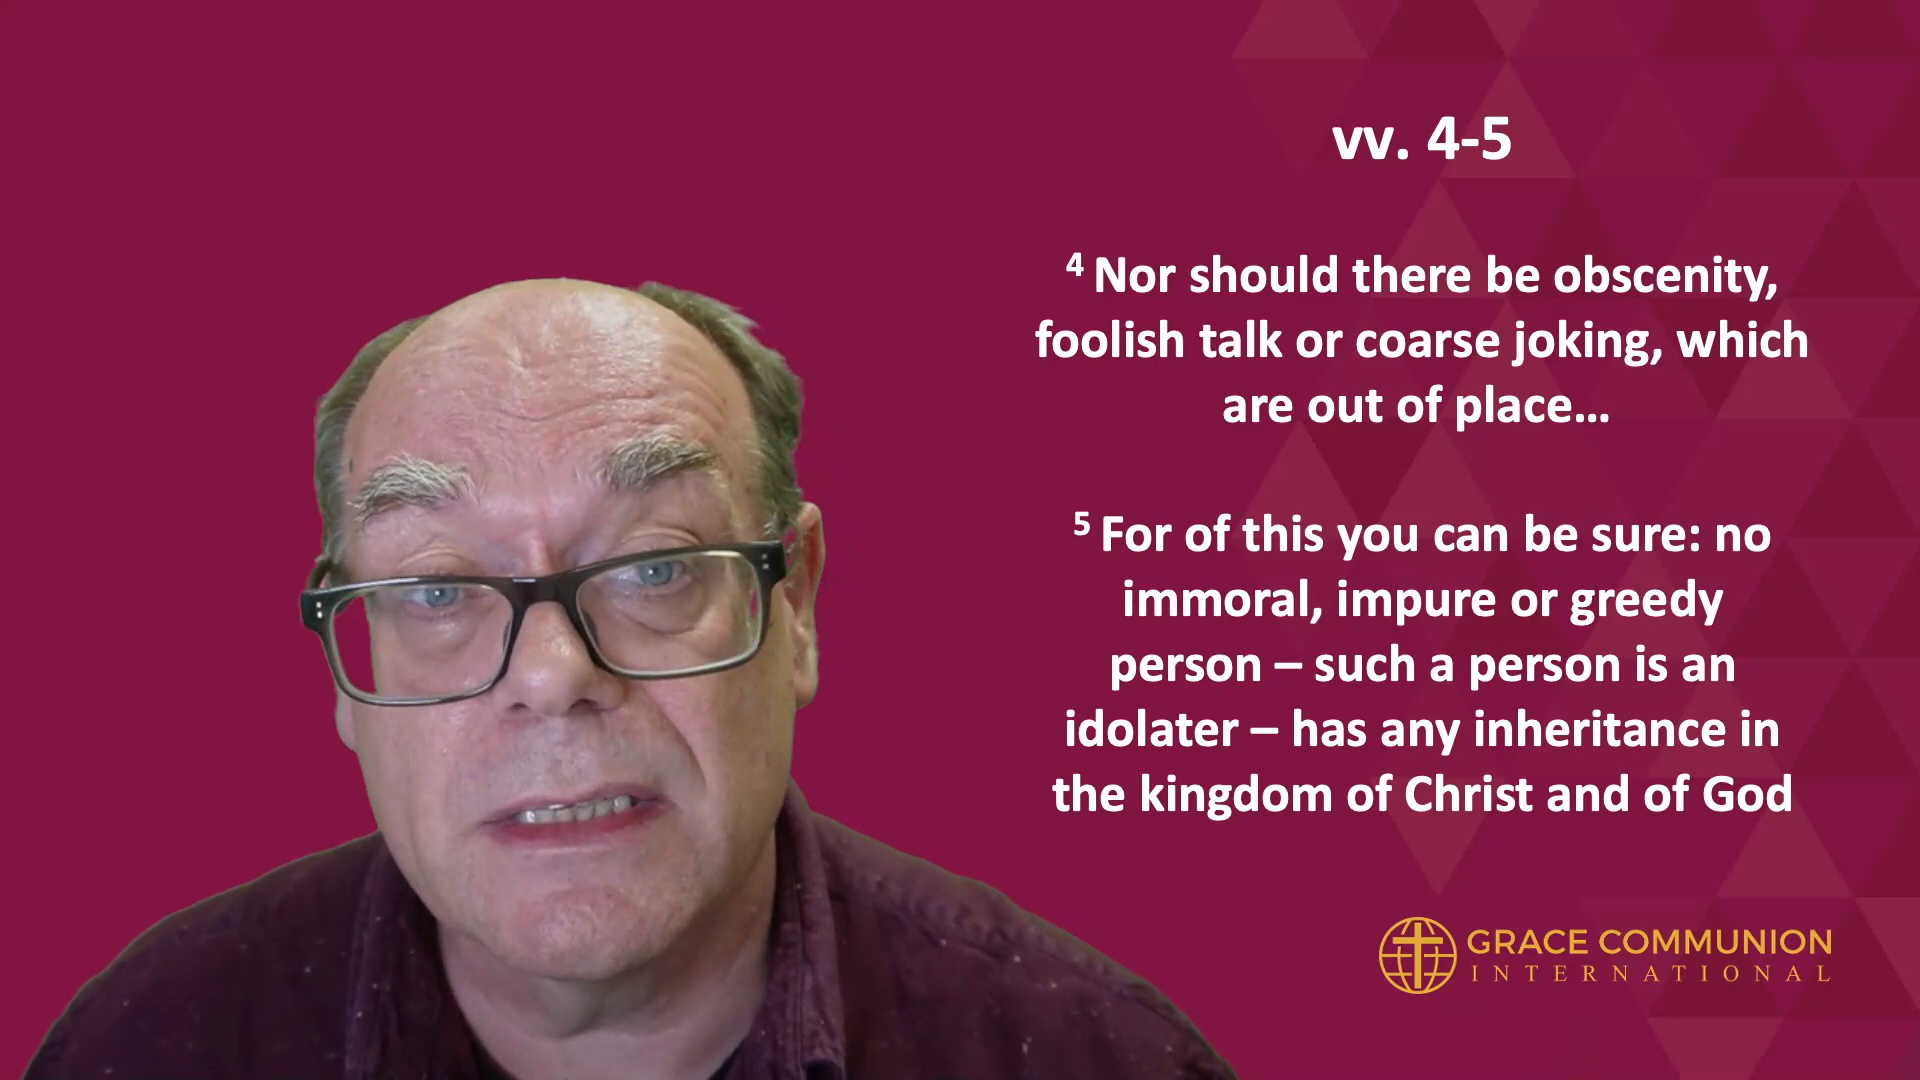 vv. 4-5
⁴ Nor should there be obscenity,
foolish talk or coarse joking, which
are out of place…
⁵ For of this you can be sure: no
immoral, impure or greedy
person – such a person is an
idolater – has any inheritance in
the kingdom of Christ and of God
GRACE COMMUNION
INTERNATIONAL